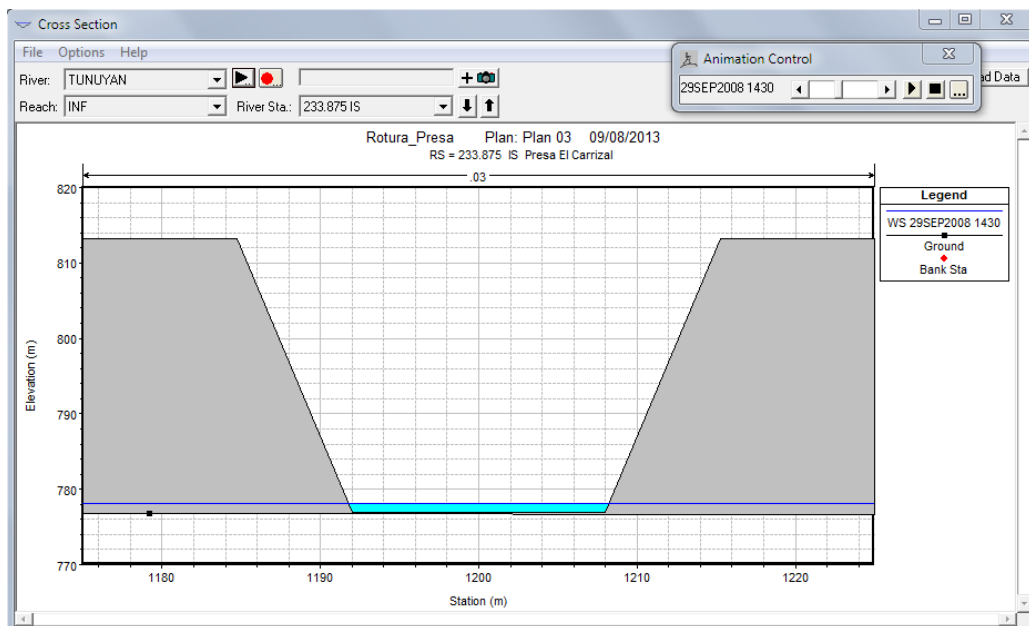 Cross Section
File Options Help
Animation Control
River: TUNUYAN
29SEP2008 1430
ad Data
Reach: INF River Sta.: 233.875 IS
Rotura_Presa Plan: Plan 03 09/08/2013
RS = 233.875 IS Presa El Carrizal
.03
Legend
WS 29SEP2008 1430
Ground
Bank Sta
820
810
800
790
780
770
Elevation (m)
1180 1190 1200 1210 1220
Station (m)